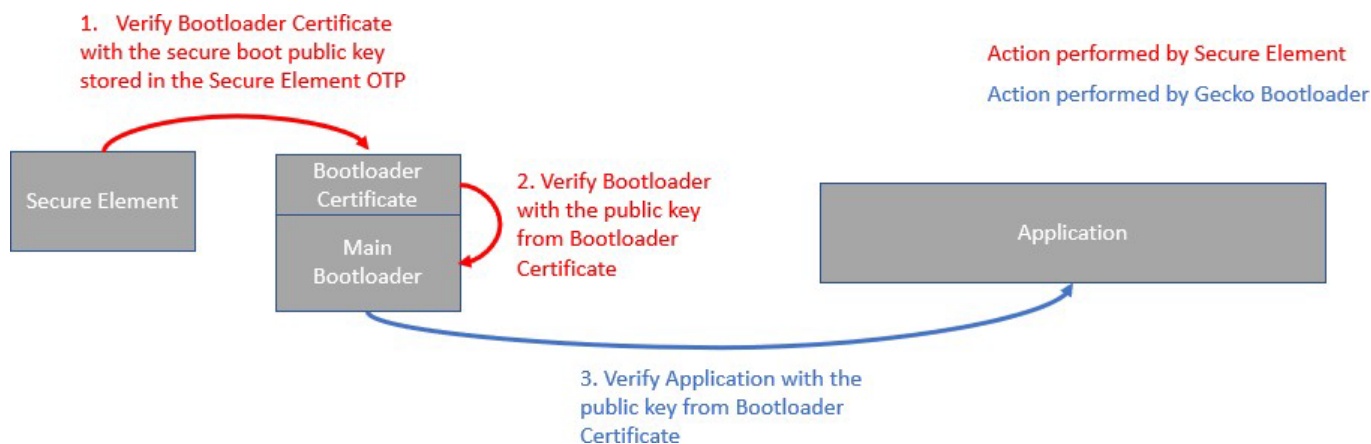 1. Verify Bootloader Certificate
with the secure boot public key
stored in the Secure Element OTP
Action performed by Secure Element
Action performed by Gecko Bootloader
Secure Element
Bootloader
Certificate
Main
Bootloader
2. Verify Bootloader
with the public key
from Bootloader
Certificate
Application
3. Verify Application with the
public key from Bootloader
Certificate